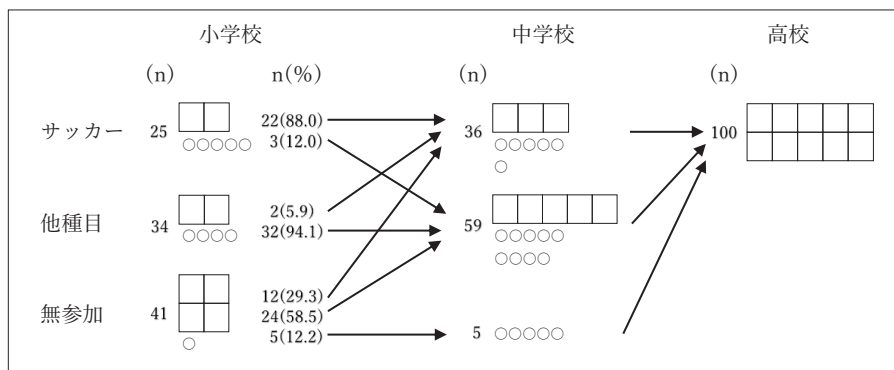 小学校 中学校 高校
(n) n(%) (n) (n)
サッカー 25 22(88.0) 36 100
3(12.0)
他種目 34 2(5.9) 59
32(94.1)
無参加 41 12(29.3)
24(58.5)
5(12.2) 5